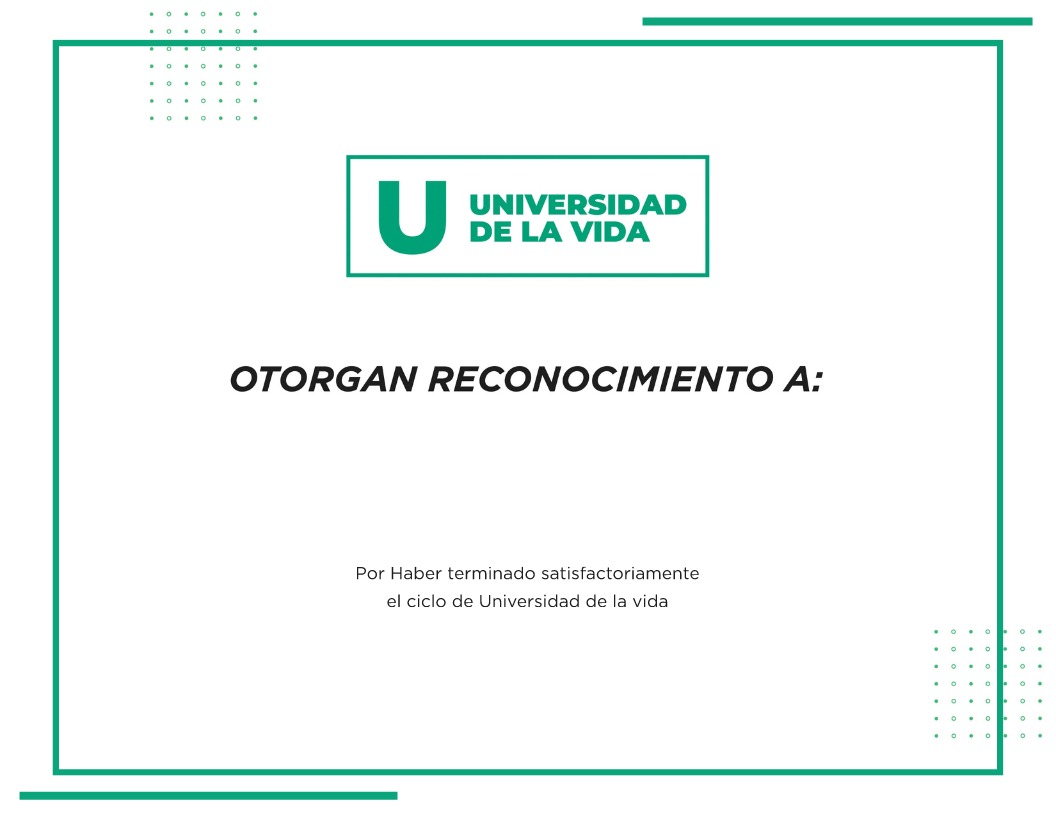 U
UNIVERSIDAD
DE LA VIDA
OTORGAN RECONOCIMIENTO A:
Por Haber terminado satisfactoriamente
el ciclo de Universidad de la vida